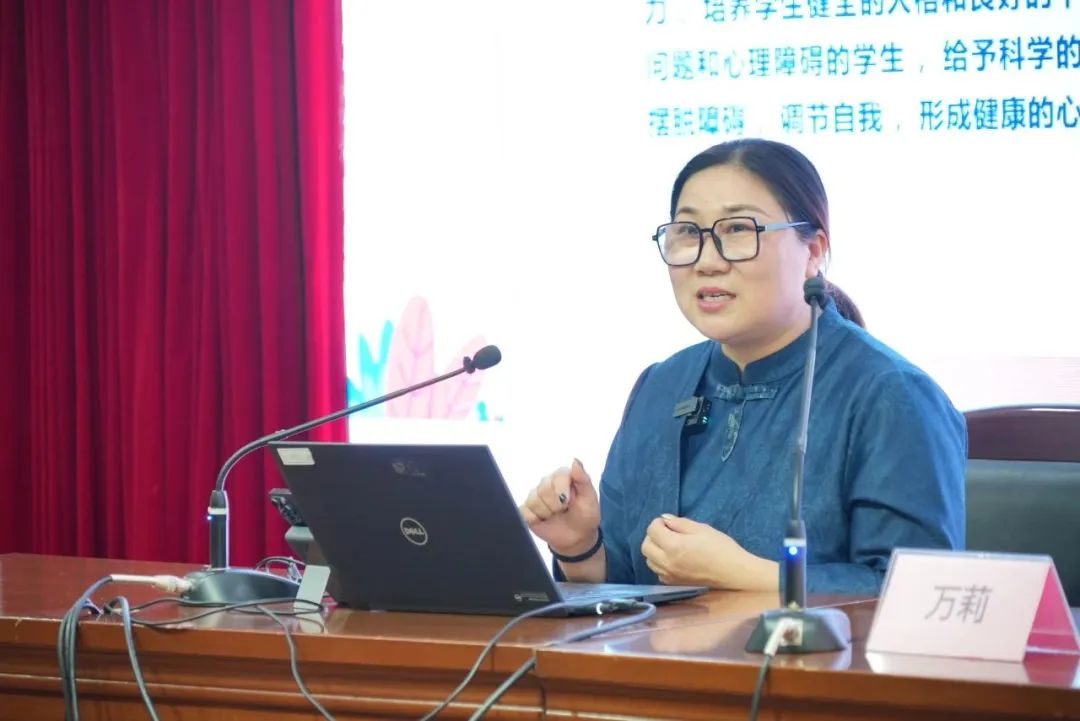 力、培养学生健全的人格和良好的
问题和心理障碍的学生，给予科学的
摆脱障碍，调节自我，形成健康的心
DELL
万莉